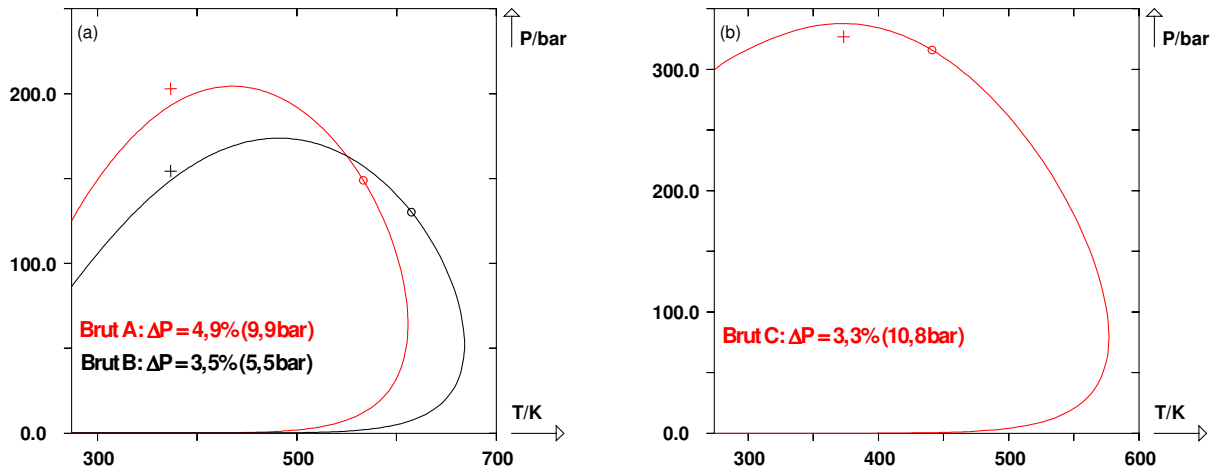 (a)
P/bar
200.0
100.0
Brut A: ΔP = 4,9% (9,9bar)
Brut B: ΔP = 3,5% (5,5bar)
T/K
0.0
300
500
700
(b)
P/bar
300.0
200.0
100.0
Brut C: ΔP = 3,3% (10,8bar)
T/K
0.0
300
400
500
600